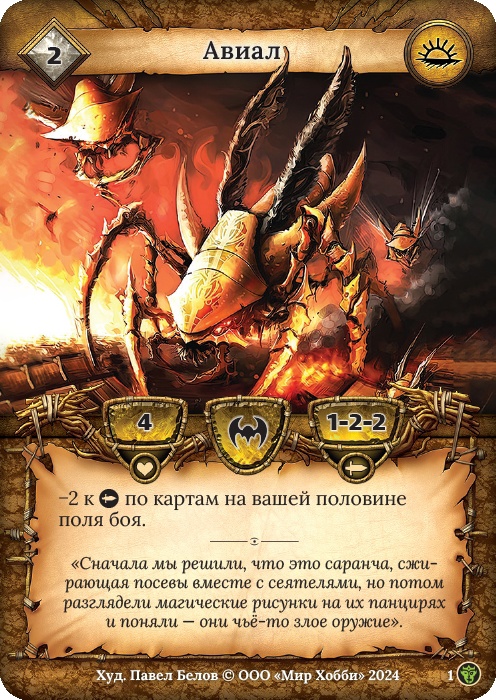 2
Авиал
4
1-2-2
−2 к по картам на вашей половине
поля боя.
«Сначала мы решили, что это саранча, сжи-
рающая посевы вместе с сеятелями, но потом
разглядели магические рисунки на их панцирях
и поняли — они чьё-то злое оружие».
Худ. Павел Белов © ООО «Мир Хобби» 2024
1